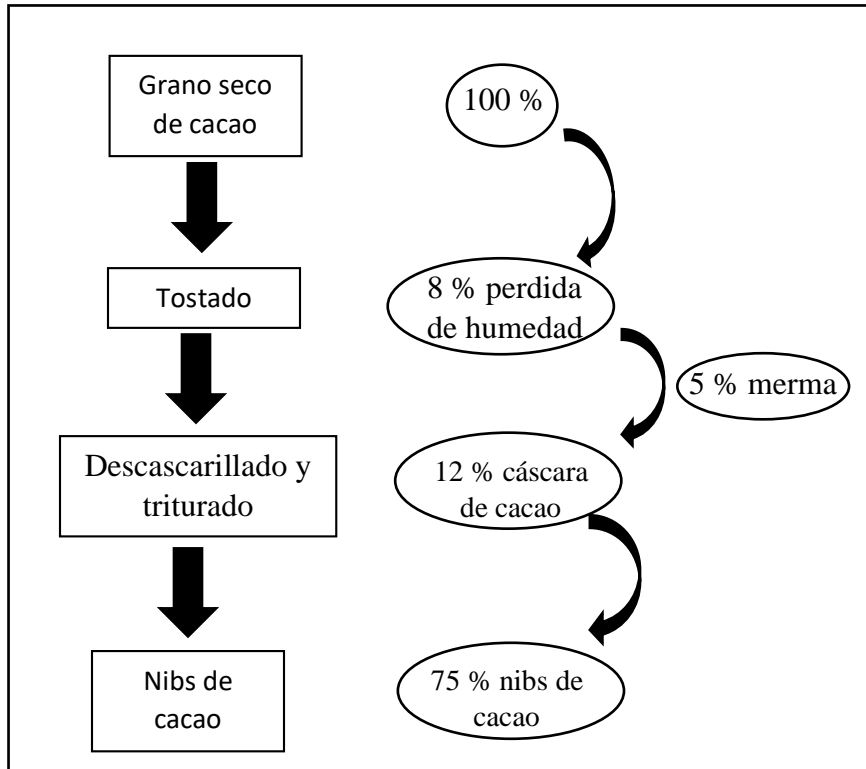 Grano seco
de cacao
100 %
Tostado
8 % perdida
de humedad
5 % merma
Descascarillado y
triturado
12 % cáscara
de cacao
Nibs de
cacao
75 % nibs de
cacao